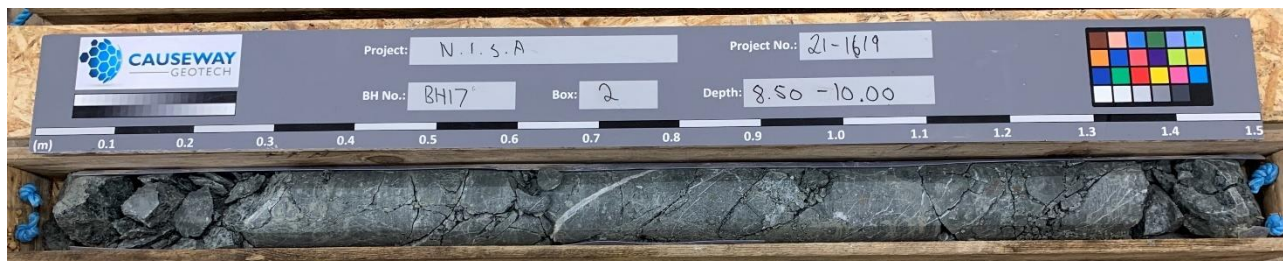 CAUSEWAY
GEOTECH
Project: N.I.S.A
Project No.: 21-1619
BH No.: BH17
Box: 2
Depth: 8.50 - 10.00
(m) 0.1 0.2 0.3 0.4 0.5 0.6 0.7 0.8 0.9 1.0 1.1 1.2 1.3 1.4 1.5